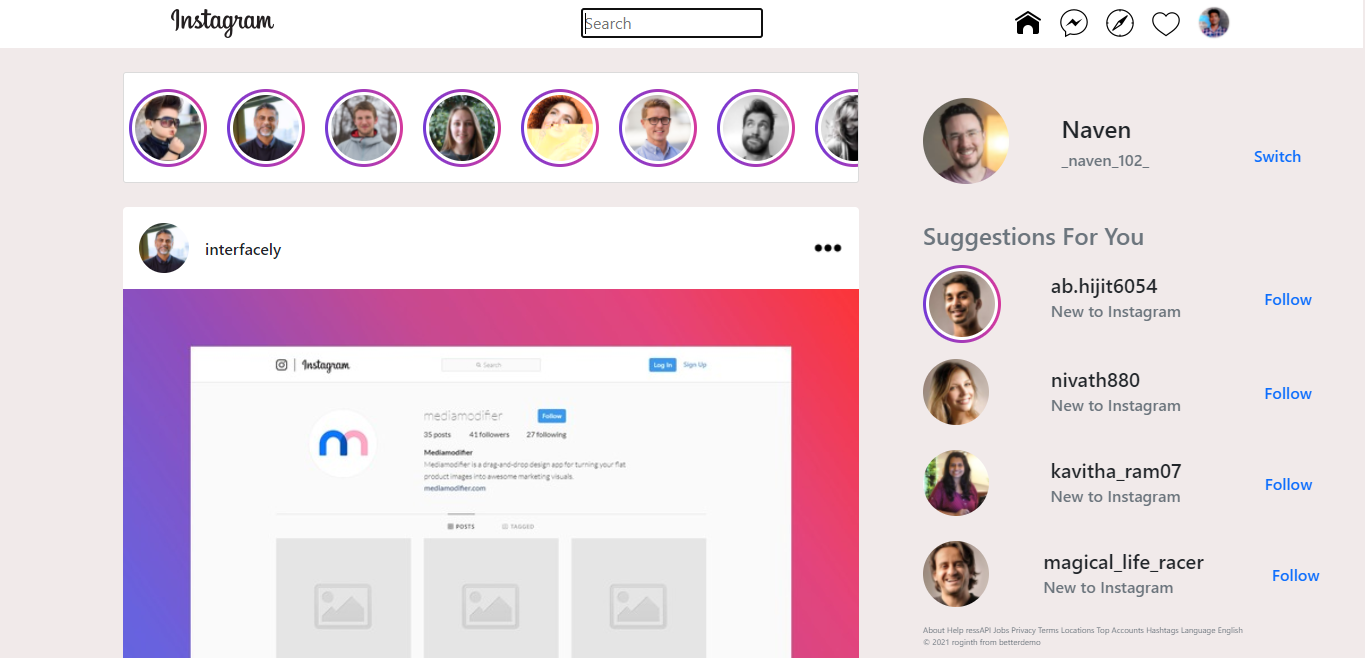 Instagram
Search
interfacely
Instagram
Search
Log In
Sign Up
mediamodifier
Follow
35 posts 41 followers 27 following
Mediamodifier
Mediamodifier is a drag-and-drop design app for turning your flat
product images into awesome marketing visuals.
mediamodifier.com
POSTS
TAGGED
Naven
_naven_102_
Switch
Suggestions For You
ab.hijit6054
New to Instagram
Follow
nivath880
New to Instagram
Follow
kavitha_ram07
New to Instagram
Follow
magical_life_racer
New to Instagram
Follow
About Help ressAPI Jobs Privacy Terms Locations Top Accounts Hashtags Language English
© 2021 roginth from betterdemo